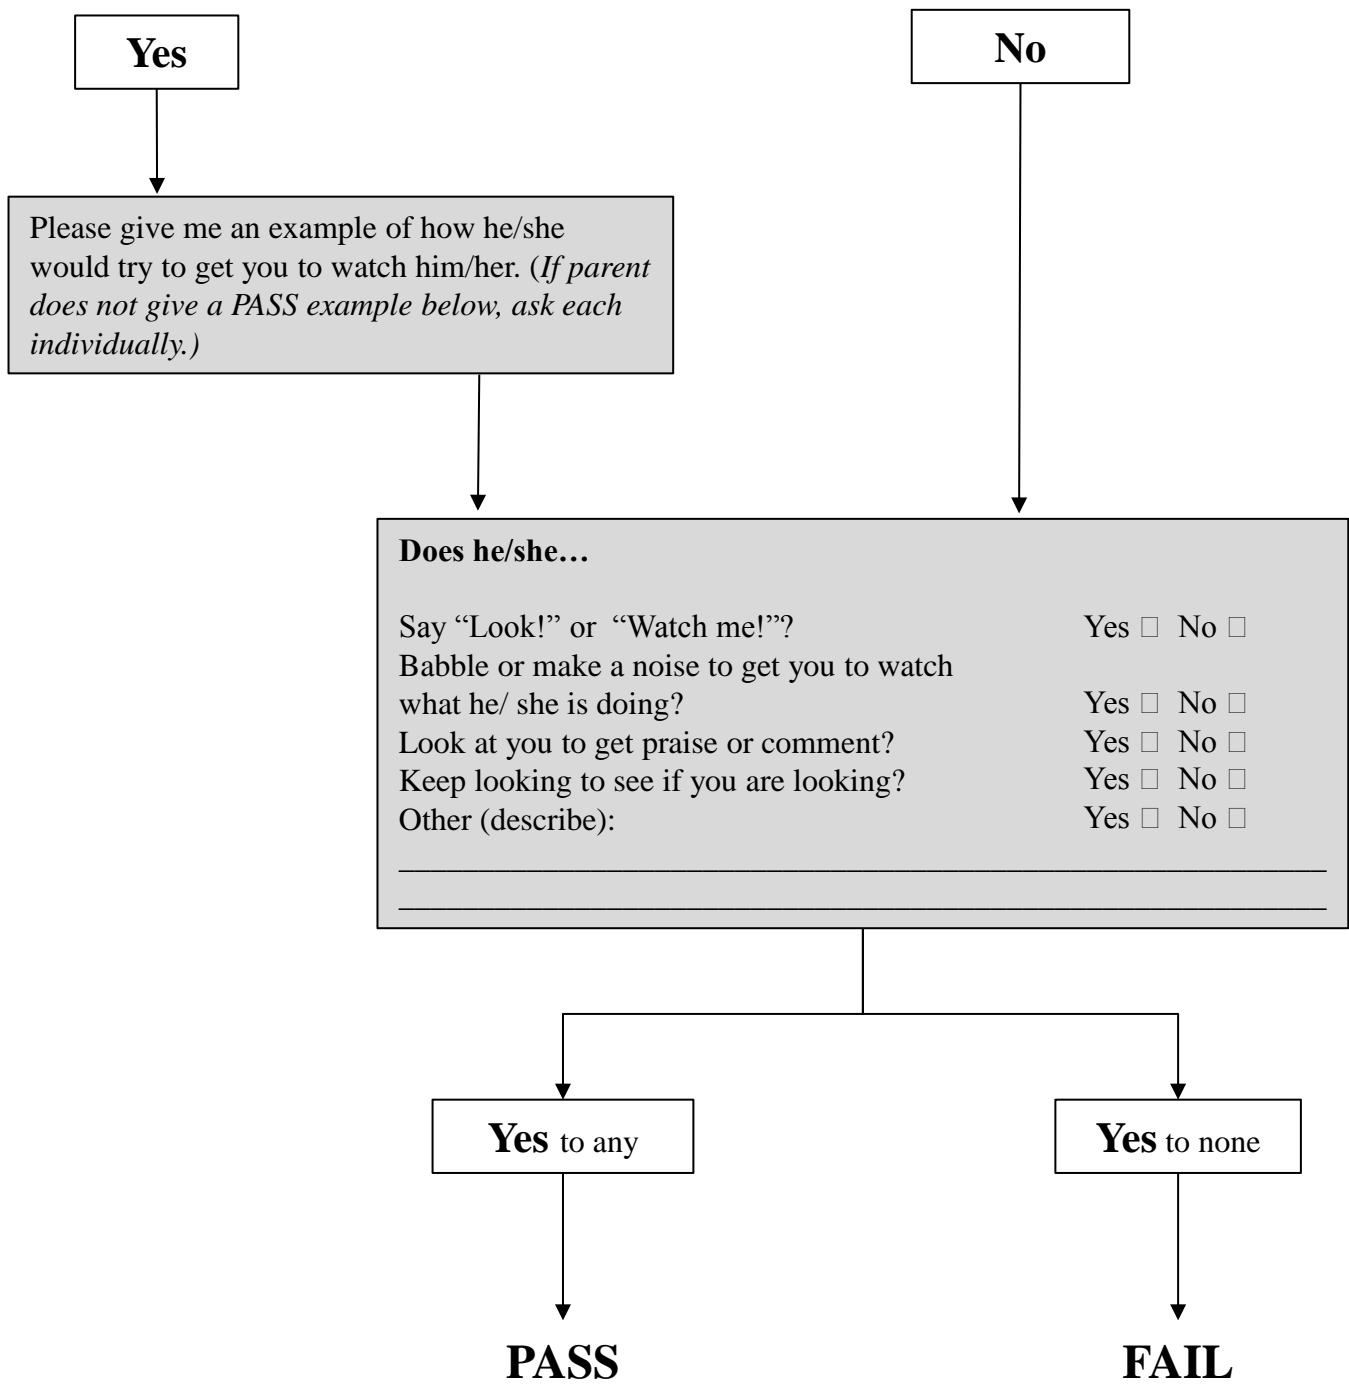 Yes
No
Please give me an example of how he/she
would try to get you to watch him/her. (If parent
does not give a PASS example below, ask each
individually.)
Does he/she…
Say “Look!” or “Watch me!”? Yes □ No □
Babble or make a noise to get you to watch
what he/ she is doing? Yes □ No □
Look at you to get praise or comment? Yes □ No □
Keep looking to see if you are looking? Yes □ No □
Other (describe): Yes □ No □
Yes to any
Yes to none
PASS
FAIL